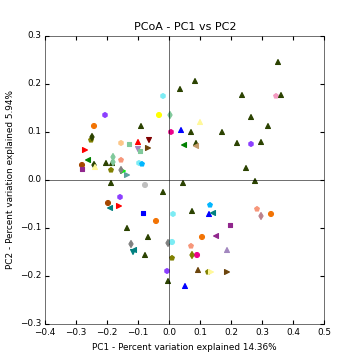 PCoA - PC1 vs PC2
0.3
0.2
0.1
0.0
−0.1
−0.2
−0.3
PC2 - Percent variation explained 5.94%
−0.4 −0.3 −0.2 −0.1 0.0 0.1 0.2 0.3 0.4 0.5
PC1 - Percent variation explained 14.36%